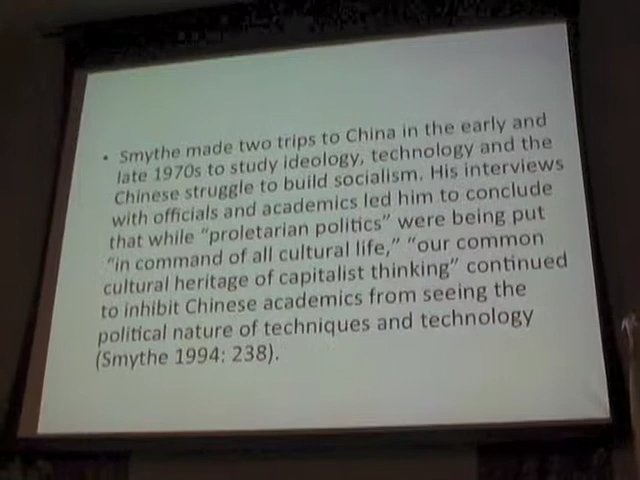 • Smythe made two trips to China in the early and
late 1970s to study ideology, technology and the
Chinese struggle to build socialism. His interviews
with officials and academics led him to conclude
that while “proletarian politics” were being put
“in command of all cultural life,” “our common
cultural heritage of capitalist thinking” continued
to inhibit Chinese academics from seeing the
political nature of techniques and technology
(Smythe 1994: 238).